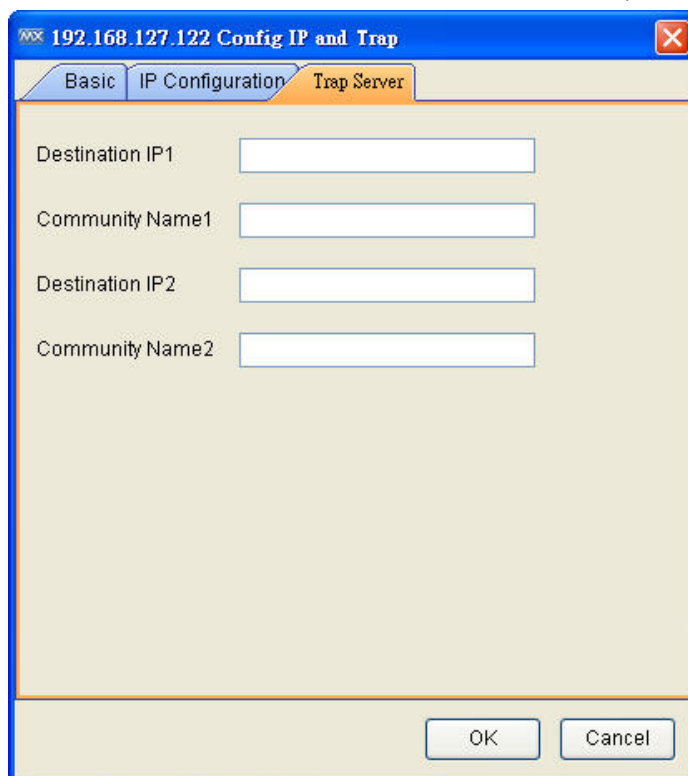 MX 192.168.127.122 Config IP and Trap
Basic IP Configuration Trap Server
Destination IP1
Community Name1
Destination IP2
Community Name2
OK Cancel